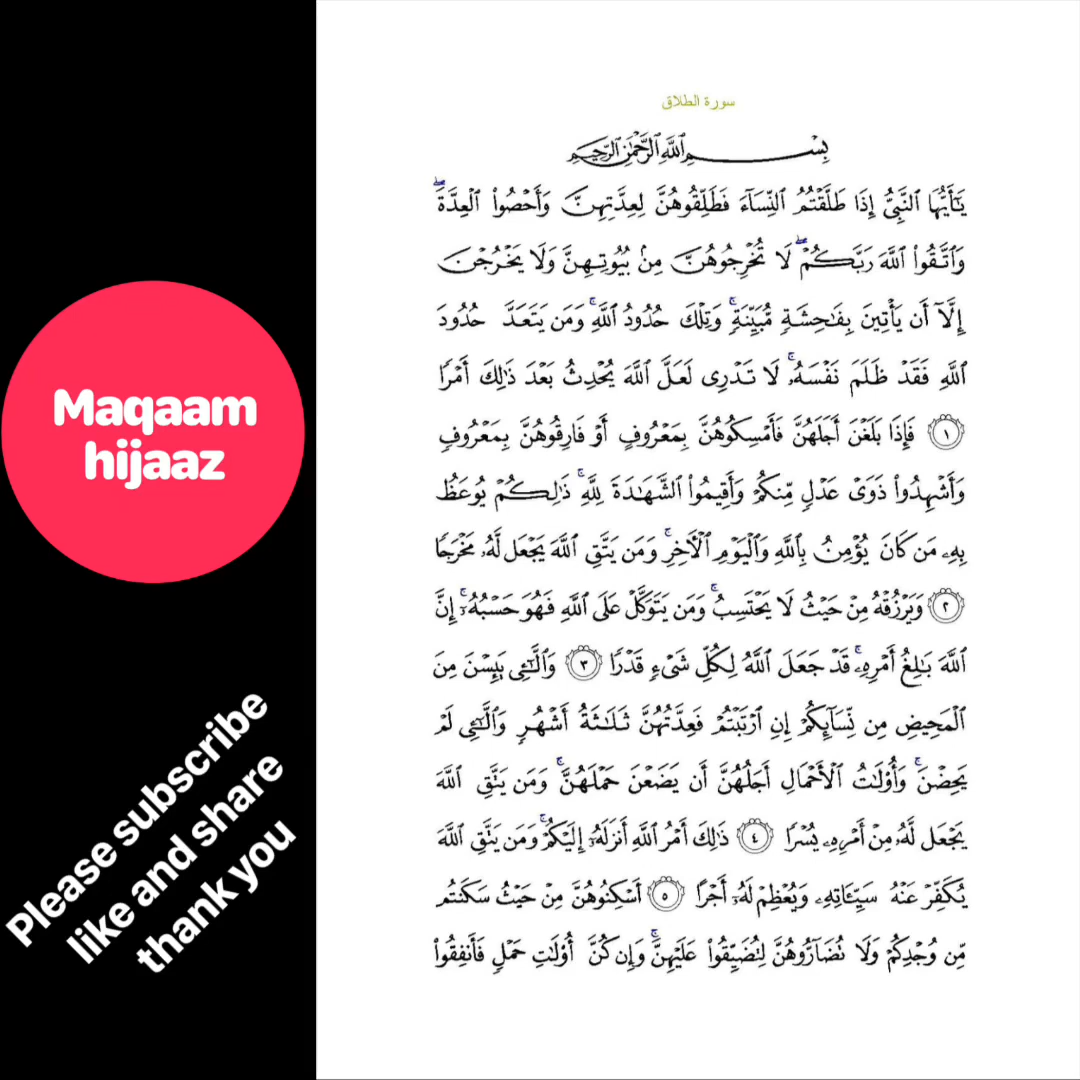 سورة الطلاق
بِسْمِ ٱللَّهِ ٱلرَّحْمَٰنِ ٱلرَّحِيمِ
يَٰٓأَيُّهَا ٱلنَّبِىُّ إِذَا طَلَّقْتُمُ ٱلنِّسَآءَ فَطَلِّقُوهُنَّ لِعِدَّتِهِنَّ وَأَحْصُوا۟ ٱلْعِدَّةَ ۖ
وَٱتَّقُوا۟ ٱللَّهَ رَبَّكُمْ ۖ لَا تُخْرِجُوهُنَّ مِنۢ بُيُوتِهِنَّ وَلَا يَخْرُجْنَ
إِلَّآ أَن يَأْتِينَ بِفَٰحِشَةٍ مُّبَيِّنَةٍ ۚ وَتِلْكَ حُدُودُ ٱللَّهِ ۚ وَمَن يَتَعَدَّ حُدُودَ
ٱللَّهِ فَقَدْ ظَلَمَ نَفْسَهُۥ ۚ لَا تَدْرِى لَعَلَّ ٱللَّهَ يُحْدِثُ بَعْدَ ذَٰلِكَ أَمْرًا
١ فَإِذَا بَلَغْنَ أَجَلَهُنَّ فَأَمْسِكُوهُنَّ بِمَعْرُوفٍ أَوْ فَارِقُوهُنَّ بِمَعْرُوفٍ
وَأَشْهِدُوا۟ ذَوَىْ عَدْلٍ مِّنكُمْ وَأَقِيمُوا۟ ٱلشَّهَٰدَةَ لِلَّهِ ۚ ذَٰلِكُمْ يُوعَظُ
بِهِۦ مَن كَانَ يُؤْمِنُ بِٱللَّهِ وَٱلْيَوْمِ ٱلْءَاخِرِ ۚ وَمَن يَتَّقِ ٱللَّهَ يَجْعَل لَّهُۥ مَخْرَجًا
٢ وَيَرْزُقْهُ مِنْ حَيْثُ لَا يَحْتَسِبُ ۚ وَمَن يَتَوَكَّلْ عَلَى ٱللَّهِ فَهُوَ حَسْبُهُۥٓ ۚ إِنَّ
ٱللَّهَ بَٰلِغُ أَمْرِهِۦ ۚ قَدْ جَعَلَ ٱللَّهُ لِكُلِّ شَىْءٍ قَدْرًا ٣ وَٱلَّٰٓـِٔى يَئِسْنَ مِنَ
ٱلْمَحِيضِ مِن نِّسَآئِكُمْ إِنِ ٱرْتَبْتُمْ فَعِدَّتُهُنَّ ثَلَٰثَةُ أَشْهُرٍ وَٱلَّٰٓـِٔى لَمْ
يَحِضْنَ ۚ وَأُو۟لَٰتُ ٱلْأَحْمَالِ أَجَلُهُنَّ أَن يَضَعْنَ حَمْلَهُنَّ ۚ وَمَن يَتَّقِ ٱللَّهَ
يَجْعَل لَّهُۥ مِنْ أَمْرِهِۦ يُسْرًا ٤ ذَٰلِكَ أَمْرُ ٱللَّهِ أَنزَلَهُۥٓ إِلَيْكُمْ ۚ وَمَن يَتَّقِ ٱللَّهَ
يُكَفِّرْ عَنْهُ سَيِّـَٔاتِهِۦ وَيُعْظِمْ لَهُۥٓ أَجْرًا ٥ أَسْكِنُوهُنَّ مِنْ حَيْثُ سَكَنتُم
مِّن وُجْدِكُمْ وَلَا تُضَآرُّوهُنَّ لِتُضَيِّقُوا۟ عَلَيْهِنَّ ۚ وَإِن كُنَّ أُو۟لَٰتِ حَمْلٍ فَأَنفِقُوا۟
Maqaam
hijaaz
Please subscribe
like and share
thank you